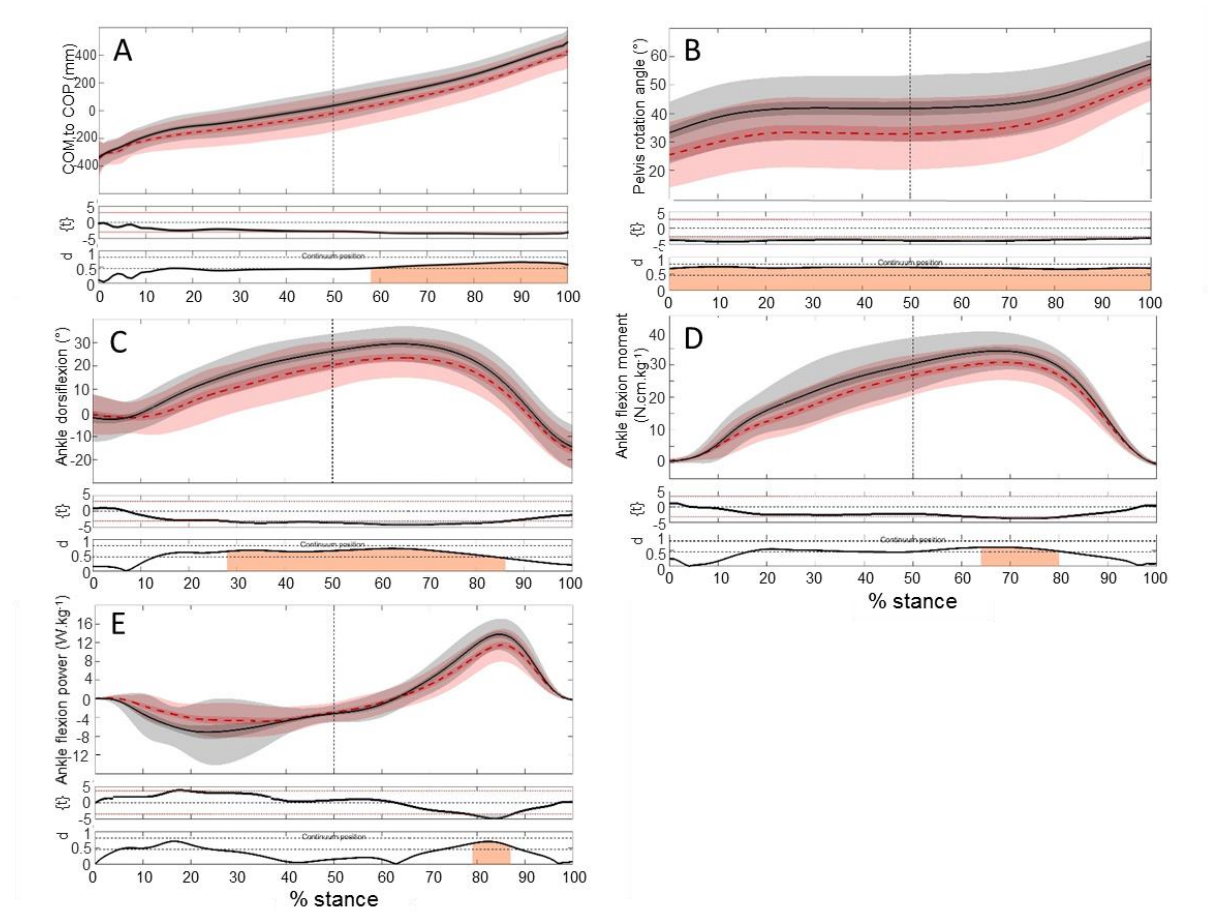 A
COM to COP (mm)
400
200
0
-200
-400
{t}
5
0
-5
d
1
0.5
0
Continuum position
0 10 20 30 40 50 60 70 80 90 100
B
Pelvis rotation angle (°)
60
50
40
30
20
{t}
5
0
-5
d
1
0.5
0
Continuum position
0 10 20 30 40 50 60 70 80 90 100
C
Ankle dorsiflexion (°)
30
20
10
0
-10
-20
{t}
5
0
-5
d
1
0.5
0
Continuum position
0 10 20 30 40 50 60 70 80 90 100
D
Ankle flexion moment
(N.cm.kg⁻¹)
40
30
20
10
0
{t}
5
0
-5
d
1
0.5
0
Continuum position
0 10 20 30 40 50 60 70 80 90 100
% stance
E
Ankle flexion power (W.kg⁻¹)
16
12
8
4
0
-4
-8
-12
{t}
5
0
-5
d
1
0.5
0
Continuum position
0 10 20 30 40 50 60 70 80 90 100
% stance